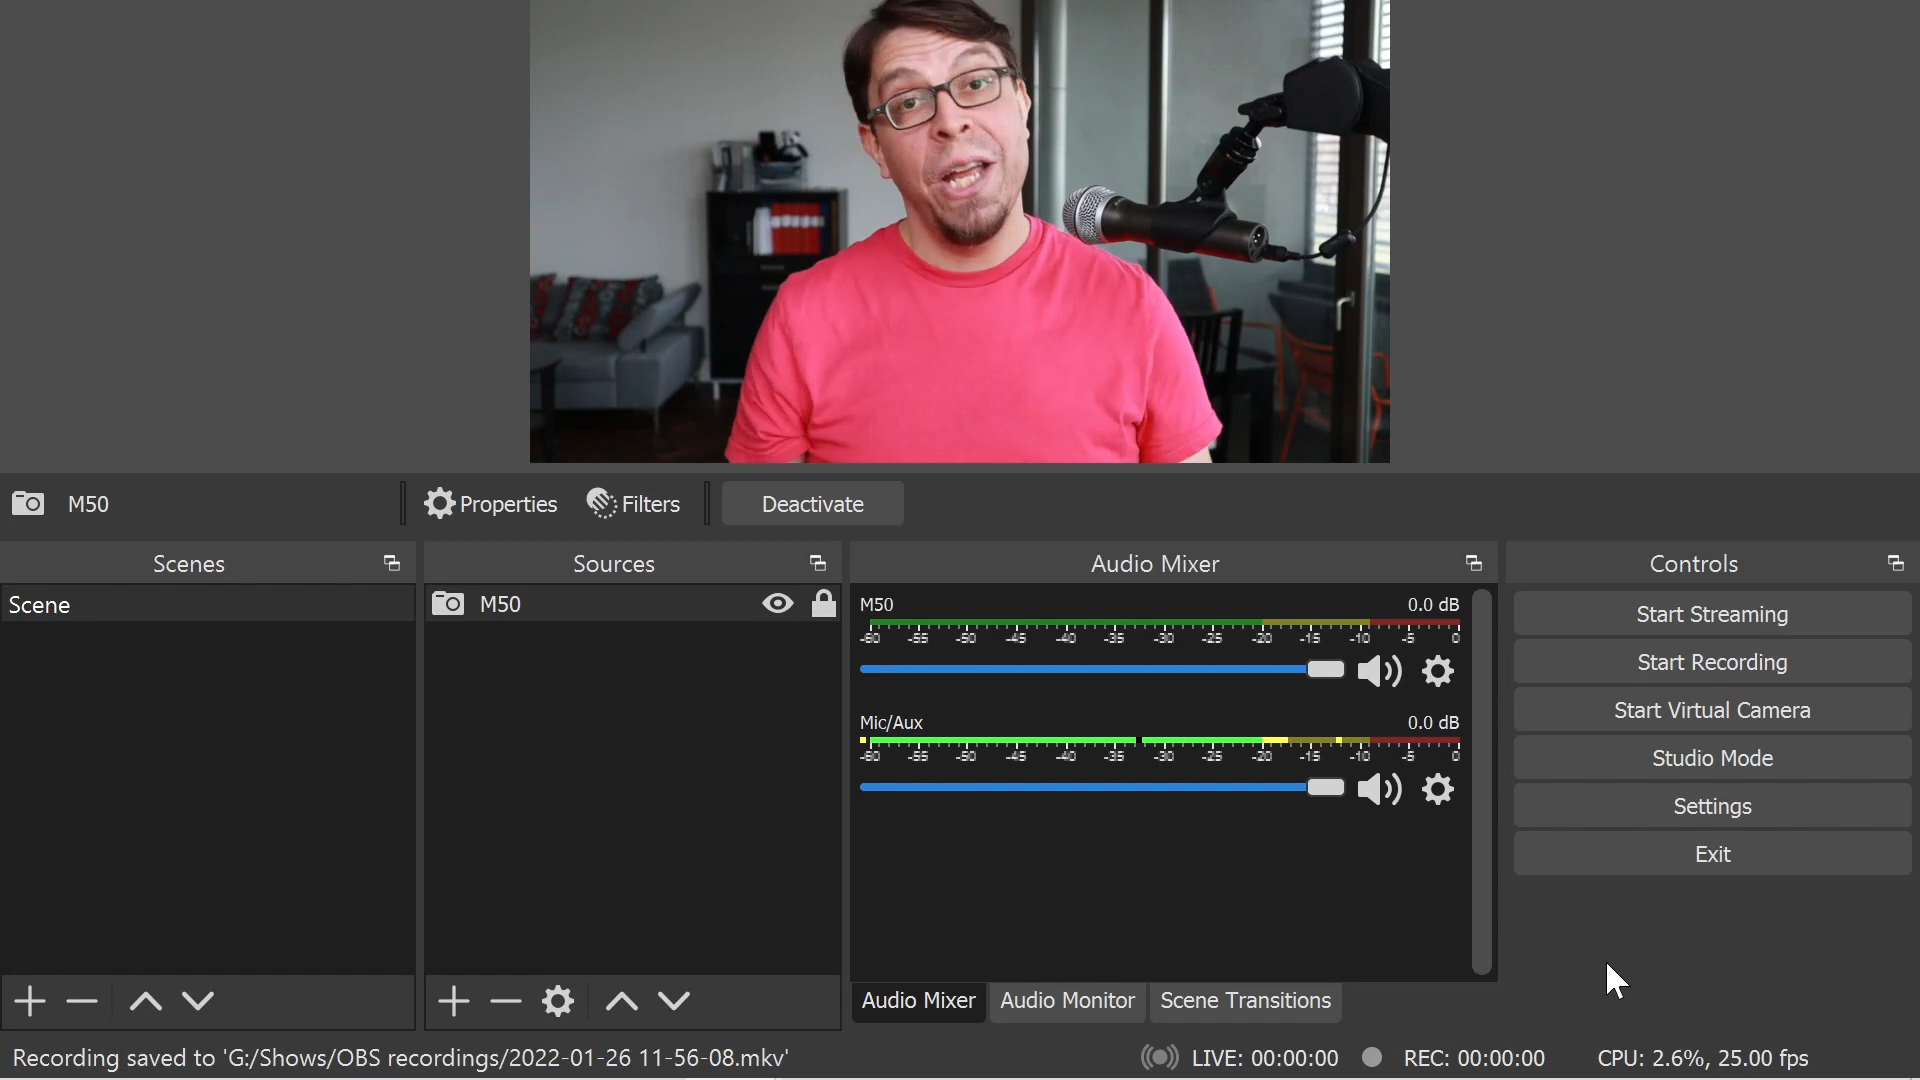 M50
Properties
Filters
Deactivate
Scenes
Sources
Audio Mixer
Controls
Scene
M50
M50 0.0 dB
-60 -55 -50 -45 -40 -35 -30 -25 -20 -15 -10 -5 0
Mic/Aux 0.0 dB
-60 -55 -50 -45 -40 -35 -30 -25 -20 -15 -10 -5 0
Start Streaming
Start Recording
Start Virtual Camera
Studio Mode
Settings
Exit
Audio Mixer
Audio Monitor
Scene Transitions
Recording saved to 'G:/Shows/OBS recordings/2022-01-26 11-56-08.mkv'
LIVE: 00:00:00
REC: 00:00:00
CPU: 2.6%, 25.00 fps